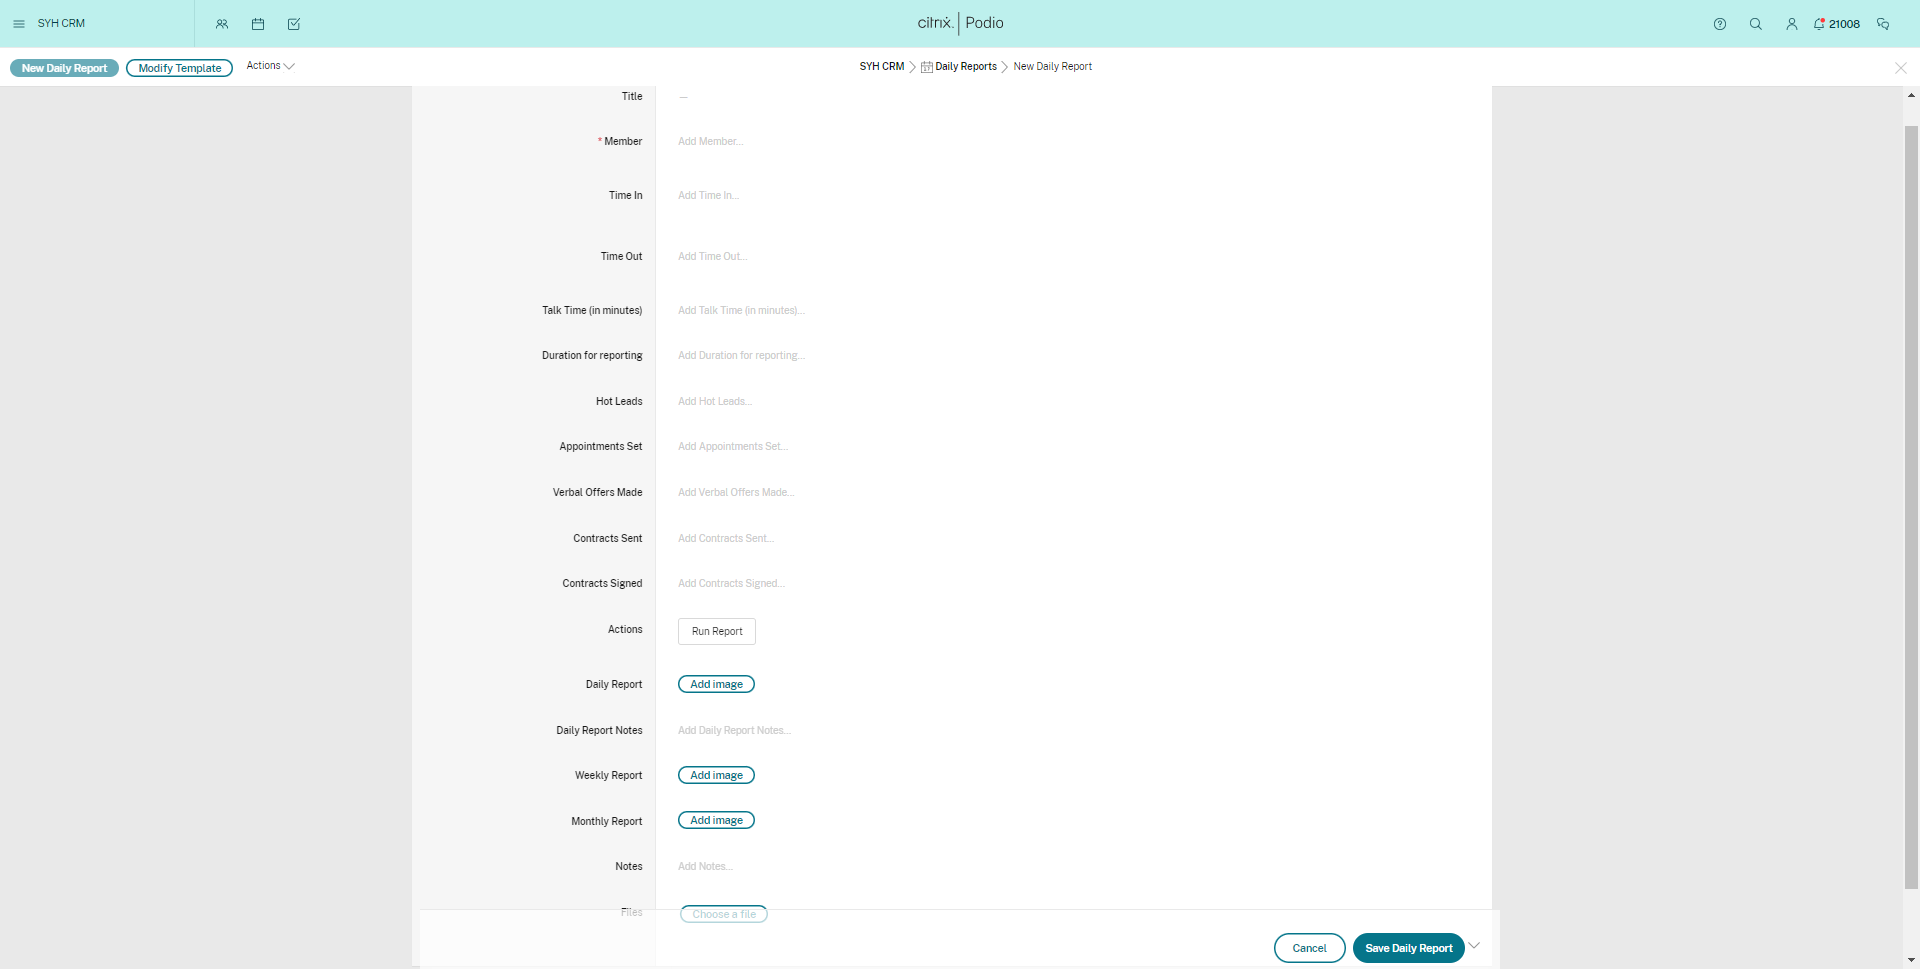 SYH CRM
citrix. | Podio
21008
New Daily Report
Modify Template
Actions
SYH CRM
Daily Reports
New Daily Report
Title
—
* Member
Add Member...
Time In
Add Time In...
Time Out
Add Time Out...
Talk Time (in minutes)
Add Talk Time (in minutes)...
Duration for reporting
Add Duration for reporting...
Hot Leads
Add Hot Leads...
Appointments Set
Add Appointments Set...
Verbal Offers Made
Add Verbal Offers Made...
Contracts Sent
Add Contracts Sent...
Contracts Signed
Add Contracts Signed...
Actions
Run Report
Daily Report
Add image
Daily Report Notes
Add Daily Report Notes...
Weekly Report
Add image
Monthly Report
Add image
Notes
Add Notes...
Files
Choose a file
Cancel
Save Daily Report